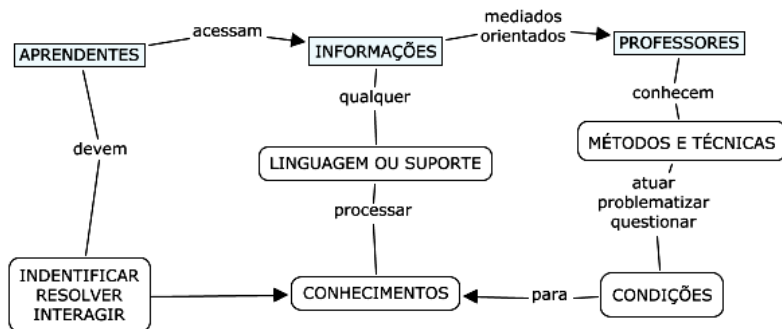 acessam
mediados
orientados
APRENDENTES
INFORMAÇÕES
PROFESSORES
qualquer
conhecem
devem
LINGUAGEM OU SUPORTE
MÉTODOS E TÉCNICAS
processar
atuar
problematizar
questionar
INDENTIFICAR
RESOLVER
INTERAGIR
CONHECIMENTOS
para
CONDIÇÕES